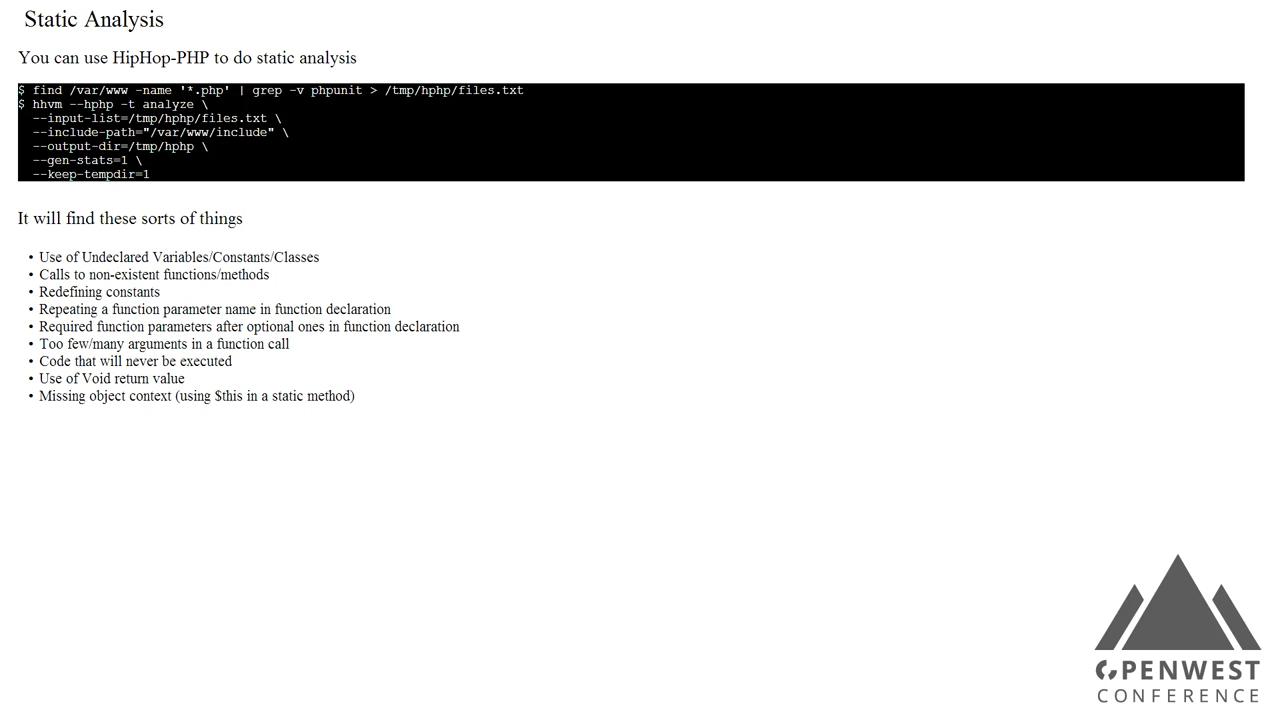 Static Analysis
You can use HipHop-PHP to do static analysis
$ find /var/www -name '*.php' | grep -v phpunit > /tmp/hphp/files.txt
$ hhvm --hphp -t analyze \
--input-list=/tmp/hphp/files.txt \
--include-path="/var/www/include" \
--output-dir=/tmp/hphp \
--gen-stats=1 \
--keep-tempdir=1
It will find these sorts of things
• Use of Undeclared Variables/Constants/Classes
• Calls to non-existent functions/methods
• Redefining constants
• Repeating a function parameter name in function declaration
• Required function parameters after optional ones in function declaration
• Too few/many arguments in a function call
• Code that will never be executed
• Use of Void return value
• Missing object context (using $this in a static method)
OPENWEST
CONFERENCE